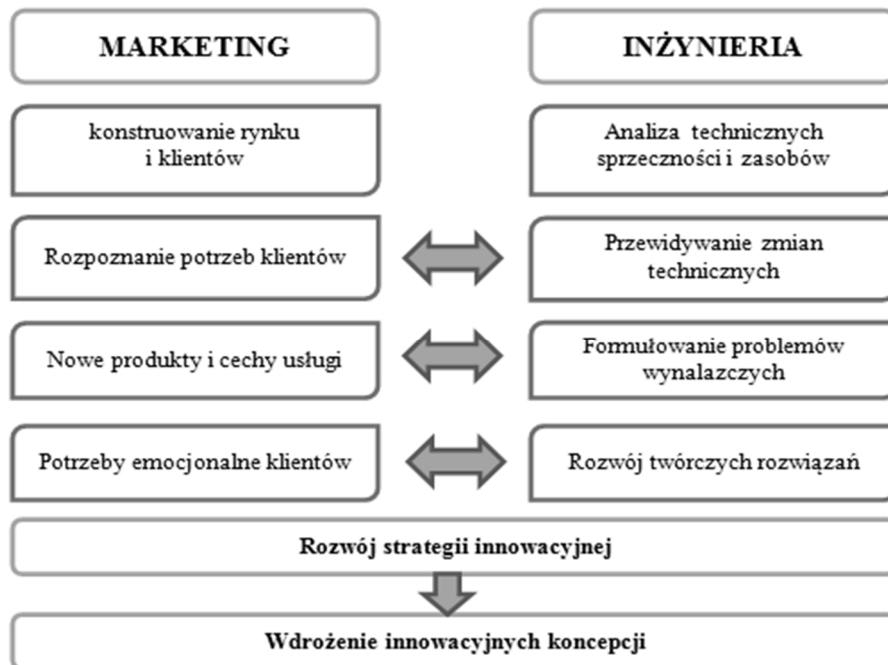 MARKETING
INŻYNIERIA
konstruowanie rynku
i klientów
Analiza technicznych
sprzeczności i zasobów
Rozpoznanie potrzeb klientów
Przewidywanie zmian
technicznych
Nowe produkty i cechy usługi
Formułowanie problemów
wynalazczych
Potrzeby emocjonalne klientów
Rozwój twórczych rozwiązań
Rozwój strategii innowacyjnej
Wdrożenie innowacyjnych koncepcji